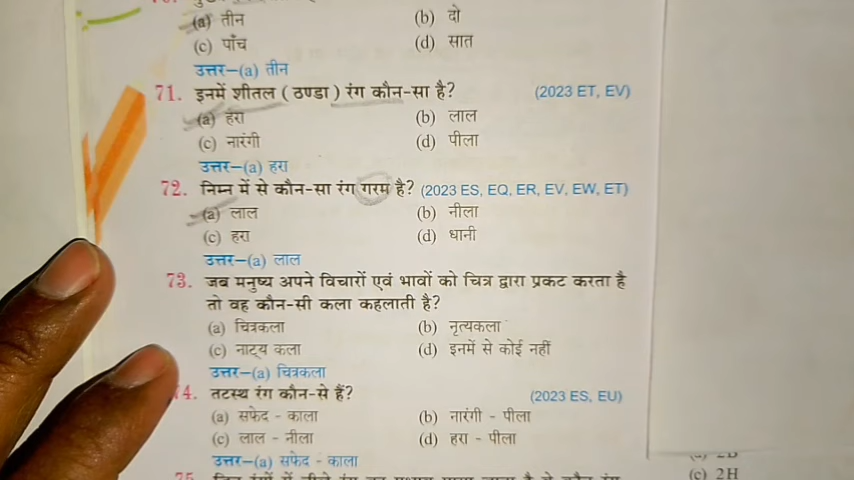 (a) तीन (b) दो
(c) पाँच (d) सात
उत्तर–(a) तीन
71. इनमें शीतल ( ठण्डा ) रंग कौन-सा है? (2023 ET, EV)
(a) हरा (b) लाल
(c) नारंगी (d) पीला
उत्तर–(a) हरा
72. निम्न में से कौन-सा रंग गरम है? (2023 ES, EQ, ER, EV, EW, ET)
(a) लाल (b) नीला
(c) हरा (d) धानी
उत्तर–(a) लाल
73. जब मनुष्य अपने विचारों एवं भावों को चित्र द्वारा प्रकट करता है
तो वह कौन-सी कला कहलाती है?
(a) चित्रकला (b) नृत्यकला
(c) नाट्य कला (d) इनमें से कोई नहीं
उत्तर–(a) चित्रकला
74. तटस्थ रंग कौन-से हैं? (2023 ES, EU)
(a) सफेद - काला (b) नारंगी - पीला
(c) लाल - नीला (d) हरा - पीला
उत्तर–(a) सफेद - काला
(c) 2H